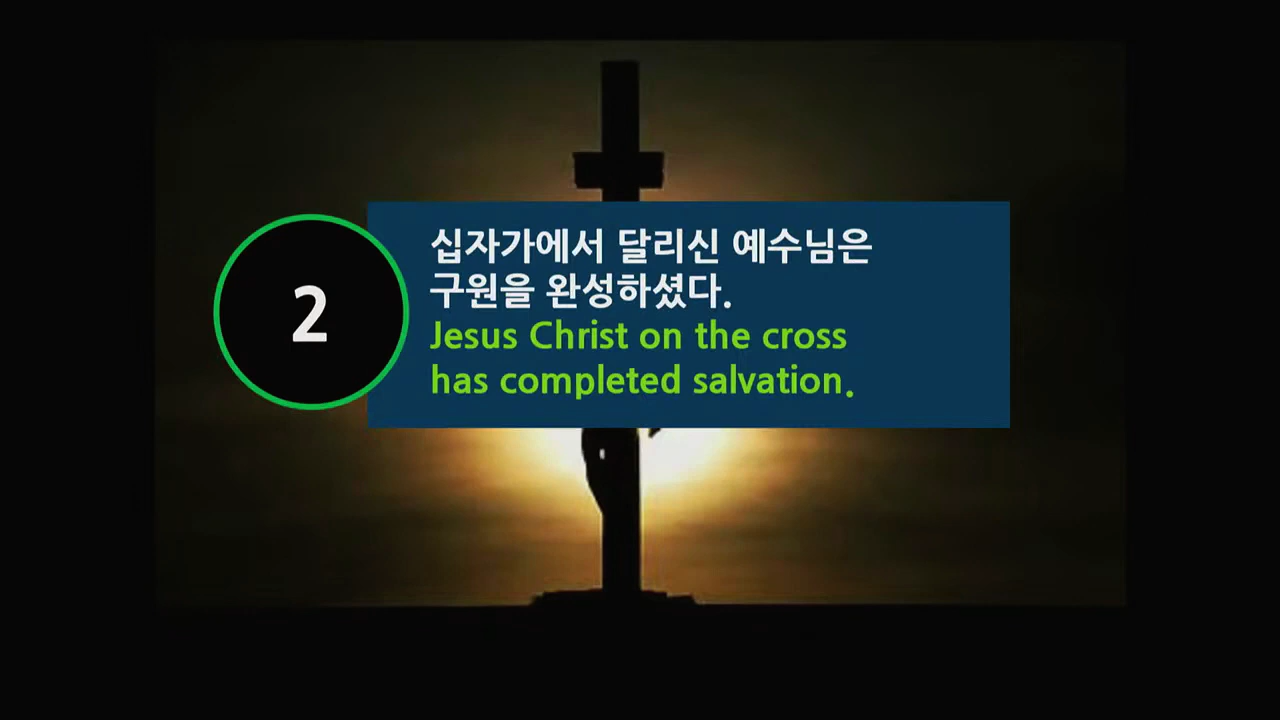 2
십자가에서 달리신 예수님은
구원을 완성하셨다.
Jesus Christ on the cross
has completed salvation.